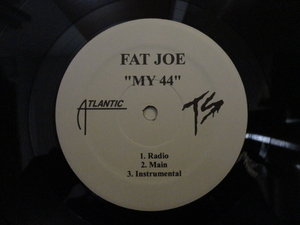 FAT JOE
"MY 44"
ATLANTIC
TS
1. Radio
2. Main
3. Instrumental